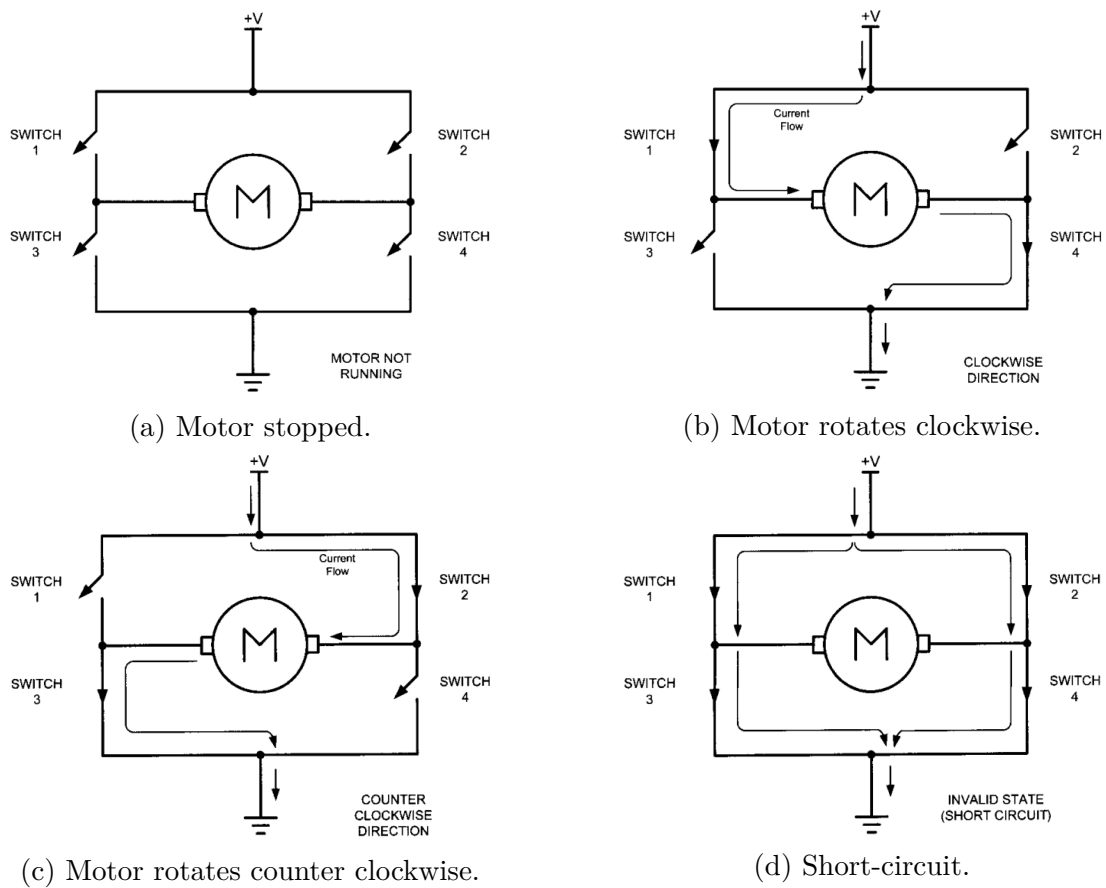 +V
SWITCH
1
SWITCH
2
M
SWITCH
3
SWITCH
4
MOTOR NOT
RUNNING
(a) Motor stopped.
+V
Current
Flow
SWITCH
1
SWITCH
2
M
SWITCH
3
SWITCH
4
CLOCKWISE
DIRECTION
(b) Motor rotates clockwise.
+V
Current
Flow
SWITCH
1
SWITCH
2
M
SWITCH
3
SWITCH
4
COUNTER
CLOCKWISE
DIRECTION
(c) Motor rotates counter clockwise.
+V
SWITCH
1
SWITCH
2
M
SWITCH
3
SWITCH
4
INVALID STATE
(SHORT CIRCUIT)
(d) Short-circuit.